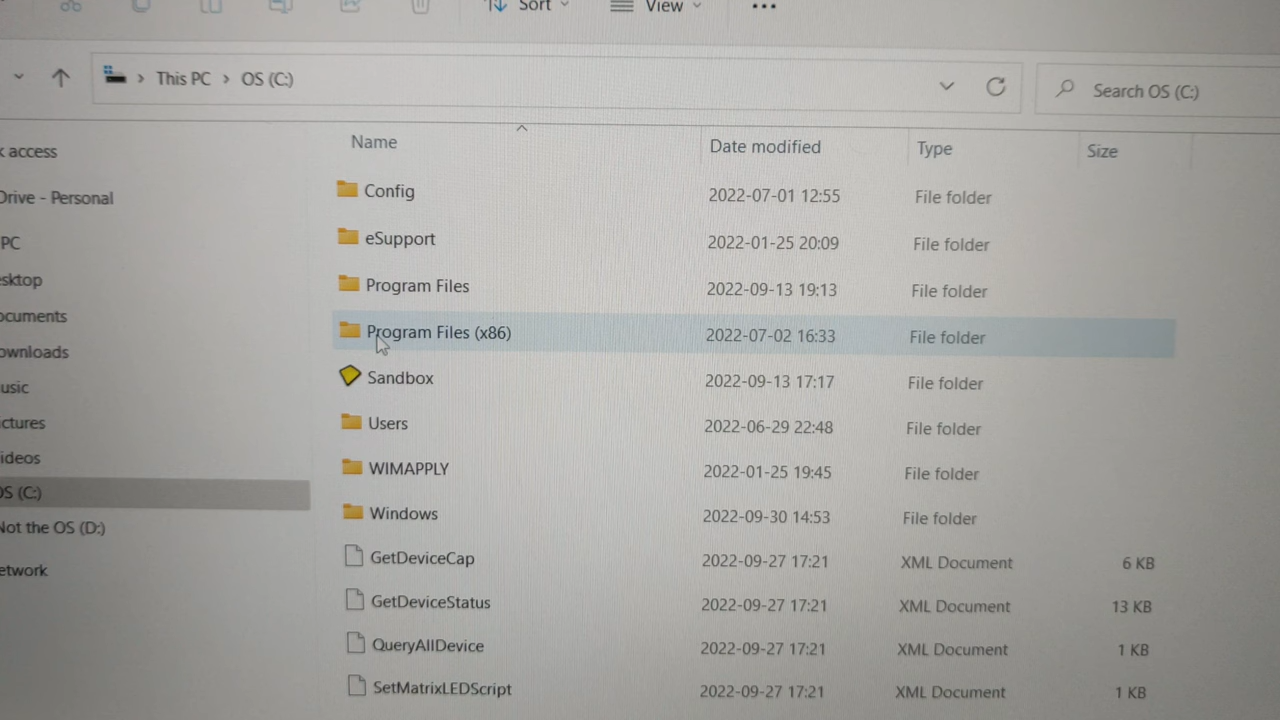 Sort
View
This PC > OS (C:)
Search OS (C:)
Name Date modified Type Size
access
Drive - Personal
PC
esktop
ocuments
ownloads
usic
ictures
ideos
OS (C:)
Not the OS (D:)
etwork
Config 2022-07-01 12:55 File folder
eSupport 2022-01-25 20:09 File folder
Program Files 2022-09-13 19:13 File folder
Program Files (x86) 2022-07-02 16:33 File folder
Sandbox 2022-09-13 17:17 File folder
Users 2022-06-29 22:48 File folder
WIMAPPLY 2022-01-25 19:45 File folder
Windows 2022-09-30 14:53 File folder
GetDeviceCap 2022-09-27 17:21 XML Document 6 KB
GetDeviceStatus 2022-09-27 17:21 XML Document 13 KB
QueryAllDevice 2022-09-27 17:21 XML Document 1 KB
SetMatrixLEDScript 2022-09-27 17:21 XML Document 1 KB